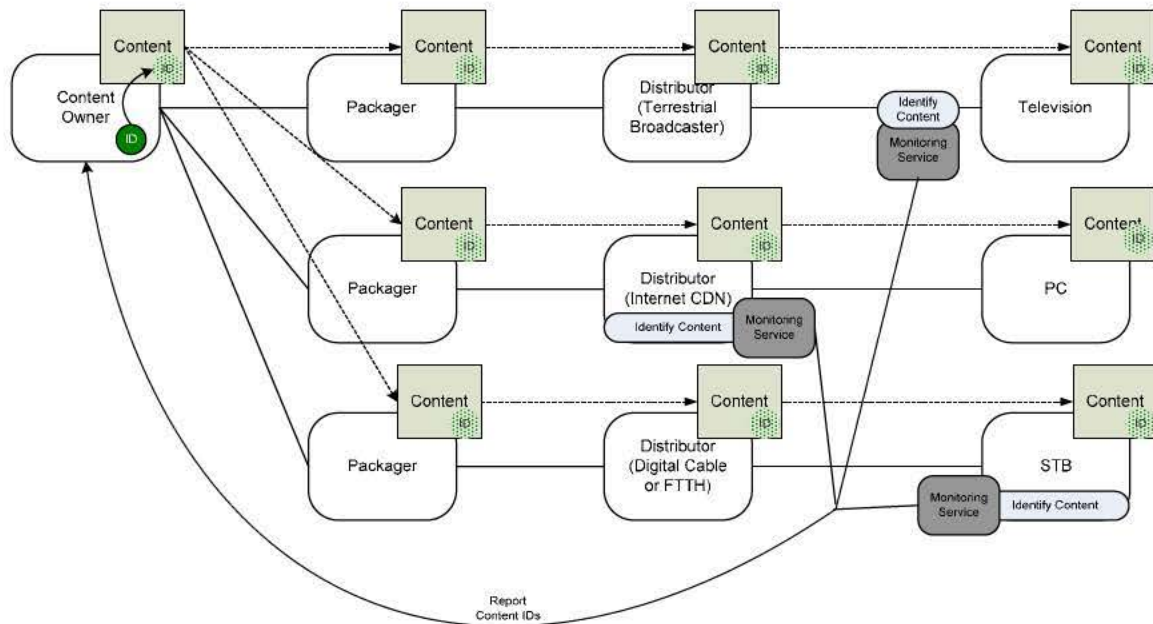 Content
ID
Content
Owner
ID
Content
ID
Packager
Content
ID
Distributor
(Terrestrial
Broadcaster)
Identify
Content
Monitoring
Service
Content
ID
Television
Content
ID
Packager
Content
ID
Distributor
(Internet CDN)
Identify Content
Monitoring
Service
Content
ID
PC
Content
ID
Packager
Content
ID
Distributor
(Digital Cable
or FTTH)
Content
ID
STB
Monitoring
Service
Identify Content
Report
Content IDs